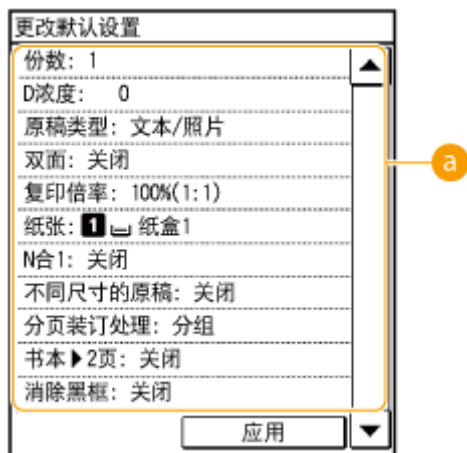 更改默认设置
份数: 1
D浓度: 0
原稿类型: 文本/照片
双面: 关闭
复印倍率: 100%(1:1)
纸张: 1 纸盒1
N合1: 关闭
不同尺寸的原稿: 关闭
分页装订处理: 分组
书本▶2页: 关闭
消除黑框: 关闭
应用
a